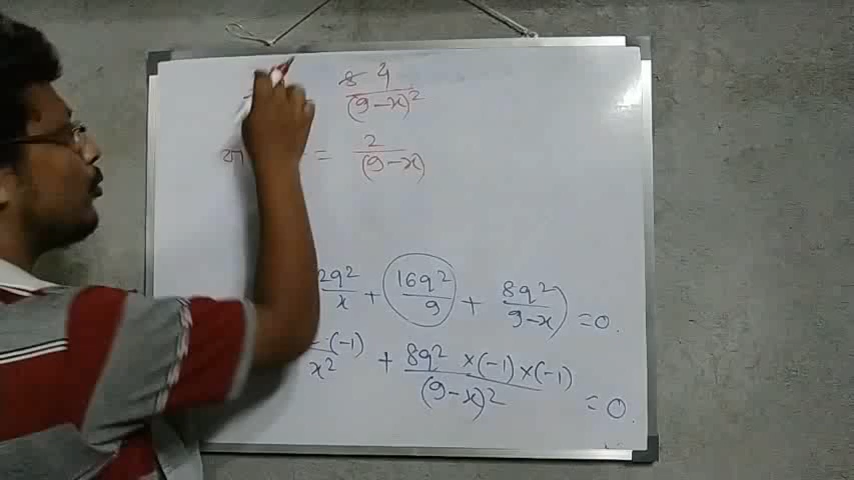 8 4
(9-x)²
বা = 2
(9-x)
2q²/x + 16q²/9 + 8q²/9-x) =0.
(-1)/x² + 8q² x(-1)x(-1)/(9-x)² =0.